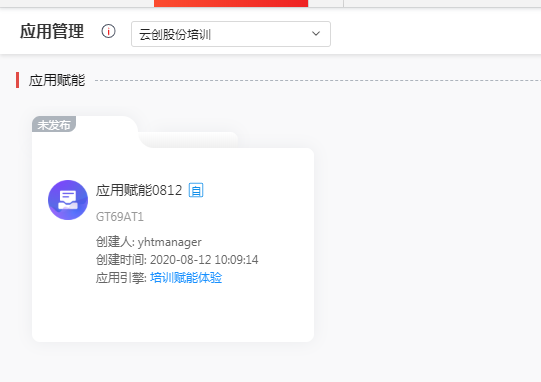 应用管理
云创股份培训
应用赋能
未发布
应用赋能0812 自
GT69AT1
创建人: yhtmanager
创建时间: 2020-08-12 10:09:14
应用引擎: 培训赋能体验